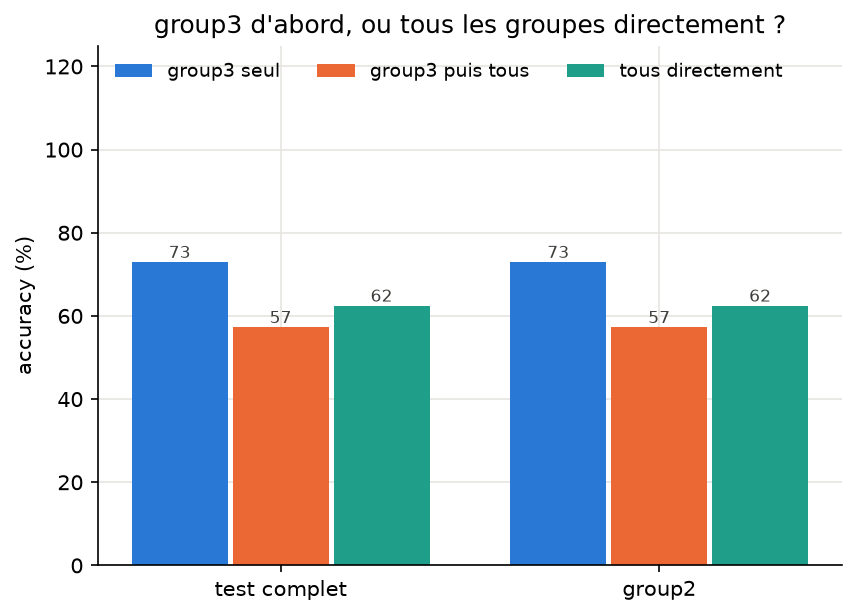 group3 d'abord, ou tous les groupes directement ?
group3 seul
group3 puis tous
tous directement
accuracy (%)
120
100
80
60
40
20
0
73
57
62
73
57
62
test complet
group2